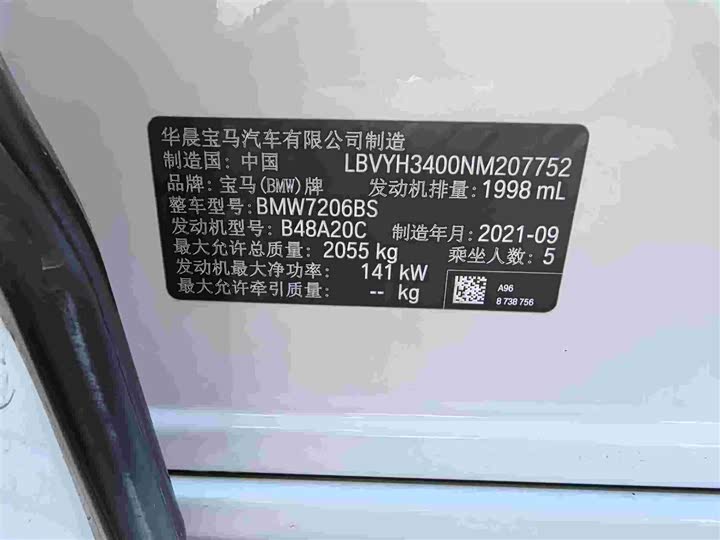 华晨宝马汽车有限公司制造
制造国: 中国 LBVYH3400NM207752
品牌: 宝马(BMW)牌 发动机排量: 1998 mL
整车型号: BMW7206BS
发动机型号: B48A20C 制造年月: 2021-09
最大允许总质量: 2055 kg 乘坐人数: 5
发动机最大净功率: 141 kW
最大允许牵引质量: -- kg
A96
8 738 756